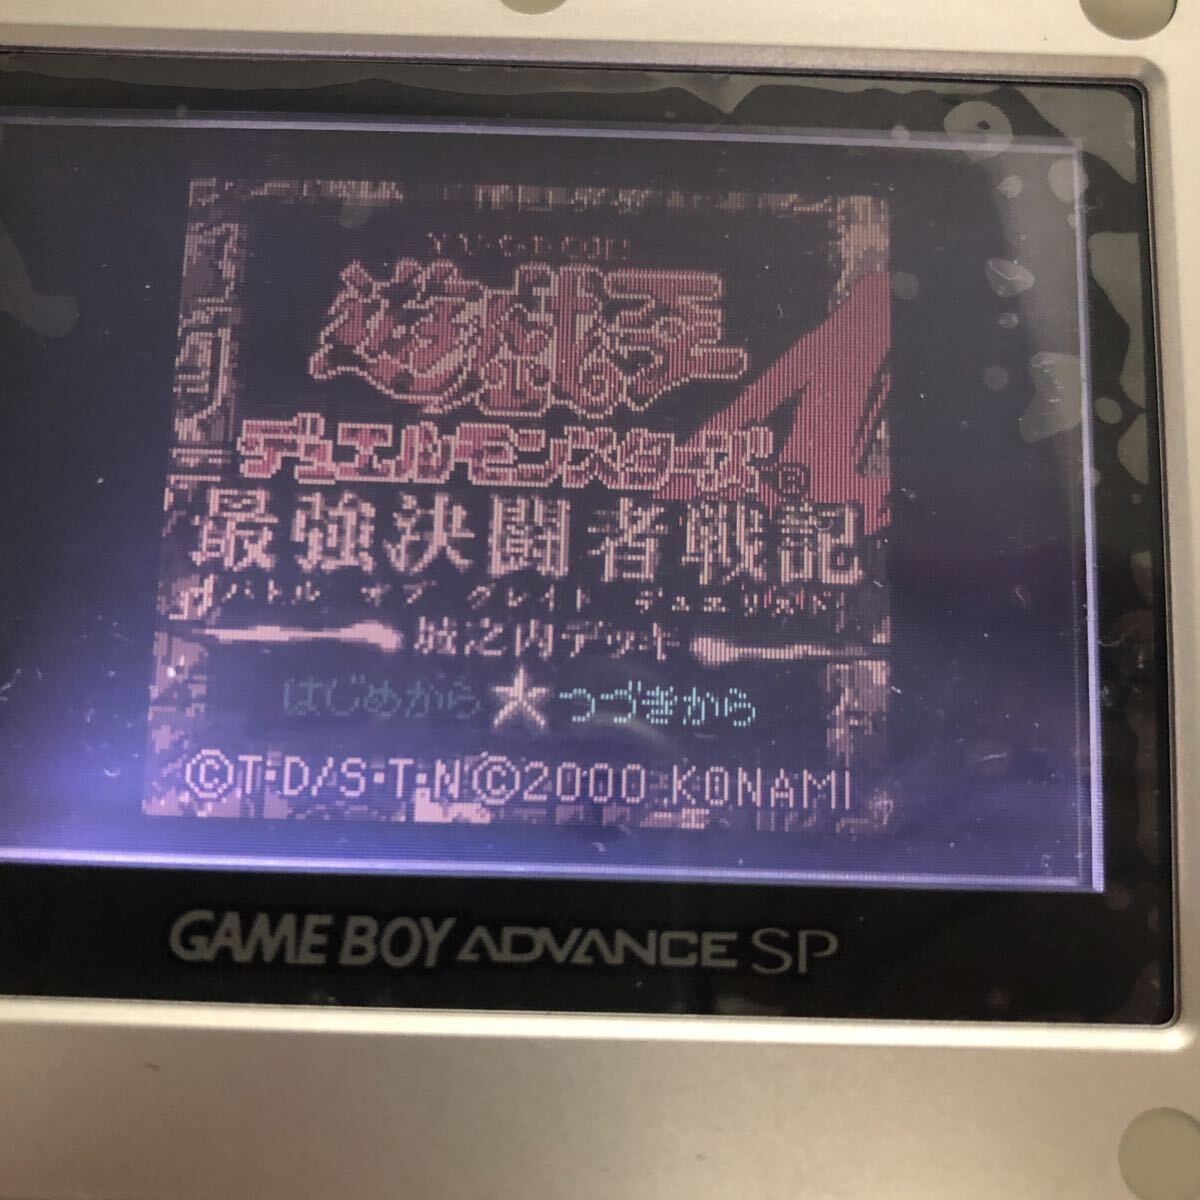 YU-GI-OH!
遊戯王
デュエルモンスターズ® 4
最強決闘者戦記
バトル オブ グレイト デュエリスト
城之内デッキ
はじめから ★ つづきから
©T・D/S・T・N ©2000 KONAMI
GAME BOY ADVANCE SP